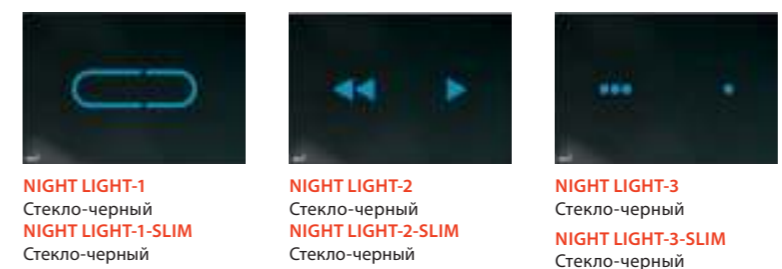 NIGHT LIGHT-1
Стекло-черный
NIGHT LIGHT-1-SLIM
Стекло-черный
NIGHT LIGHT-2
Стекло-черный
NIGHT LIGHT-2-SLIM
Стекло-черный
NIGHT LIGHT-3
Стекло-черный
NIGHT LIGHT-3-SLIM
Стекло-черный